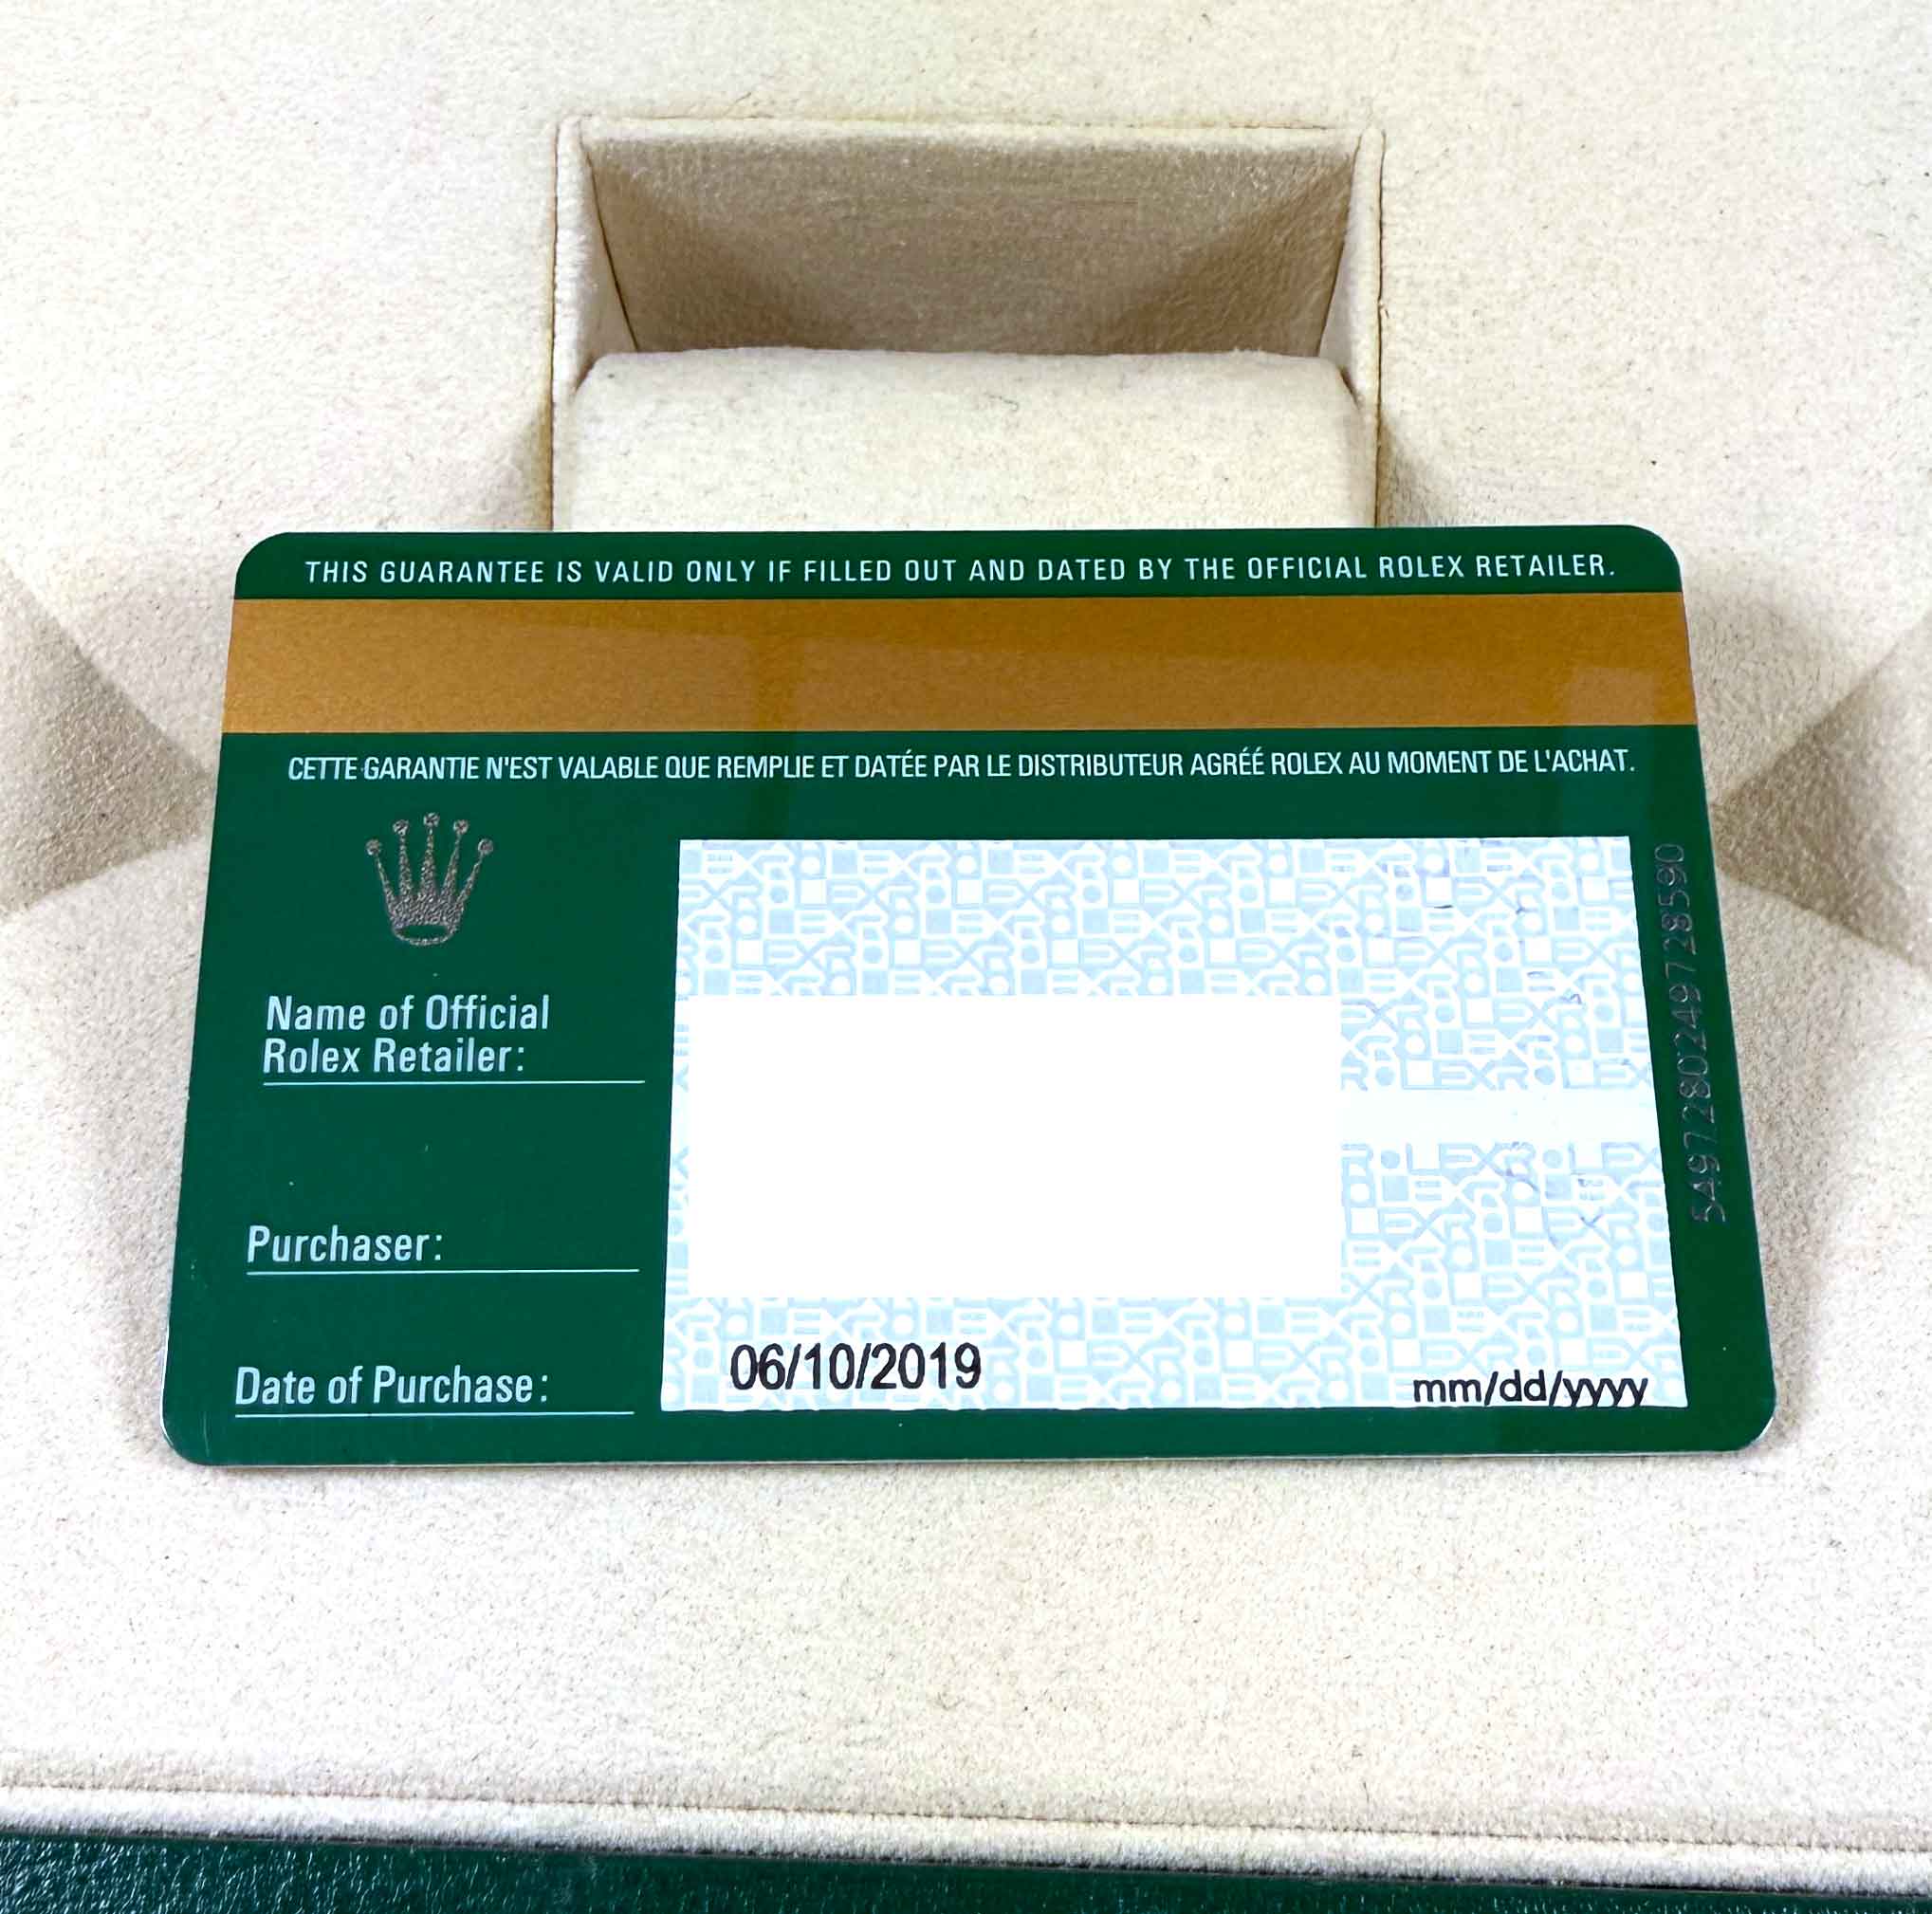 THIS GUARANTEE IS VALID ONLY IF FILLED OUT AND DATED BY THE OFFICIAL ROLEX RETAILER.
CETTE GARANTIE N'EST VALABLE QUE REMPLIE ET DATÉE PAR LE DISTRIBUTEUR AGRÉÉ ROLEX AU MOMENT DE L'ACHAT.
Name of Official
Rolex Retailer:
Purchaser:
Date of Purchase:
06/10/2019
mm/dd/yyyy
5497280249728590